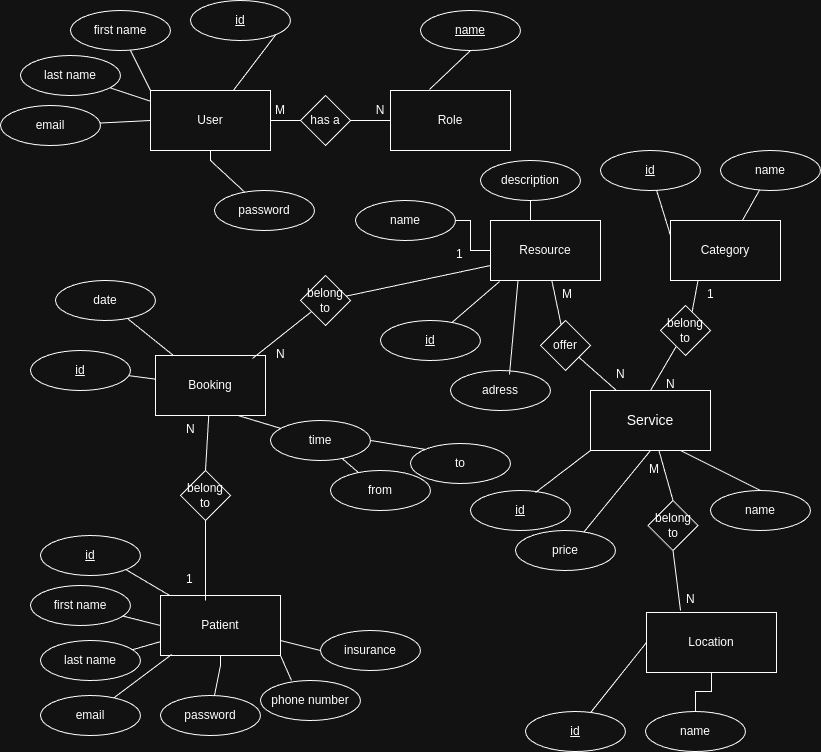 id
first name
name
last name
email
User
M
has a
N
Role
password
description
id
name
name
Resource
Category
1
belong
to
M
1
date
belong
to
id
adress
offer
N
N
N
Booking
id
Service
N
time
to
from
M
belong
to
id
name
price
belong
to
id
1
N
first name
Patient
Location
last name
insurance
email
password
phone number
id
name